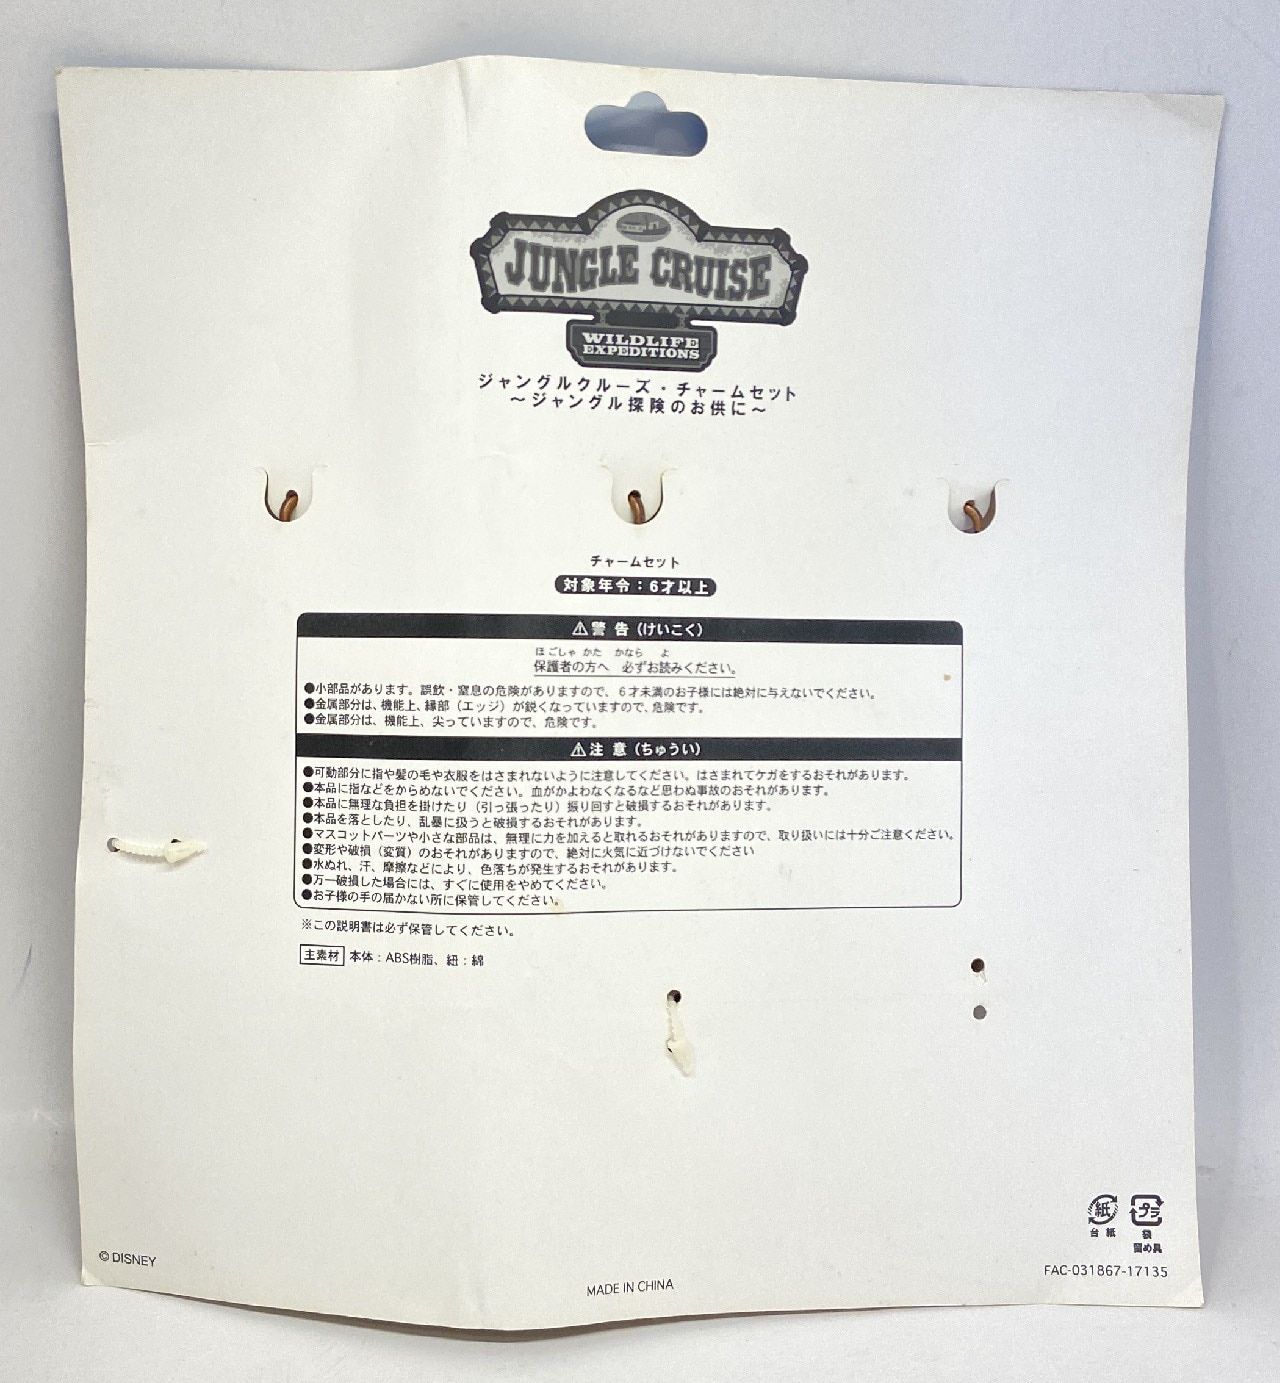 JUNGLE CRUISE
WILDLIFE
EXPEDITIONS
ジャングルクルーズ・チャームセット
～ジャングル探険のお供に～
チャームセット
対象年令：6才以上
⚠警 告（けいこく）
ほごしゃ かた かなら よ
保護者の方へ 必ずお読みください。
●小部品があります。誤飲・窒息の危険がありますので、６才未満のお子様には絶対に与えないでください。
●金属部分は、機能上、縁部（エッジ）が鋭くなっていますので、危険です。
●金属部分は、機能上、尖っていますので、危険です。
⚠注 意（ちゅうい）
●可動部分に指や髪の毛や衣服をはさまれないように注意してください。はさまれてケガをするおそれがあります。
●本品に指などをからめないでください。血がかよわなくなるなど思わぬ事故のおそれがあります。
●本品に無理な負担を掛けたり（引っ張ったり）振り回すと破損するおそれがあります。
●本品を落としたり、乱暴に扱うと破損するおそれがあります。
●マスコットパーツや小さな部品は、無理に力を加えると取れるおそれがありますので、取り扱いには十分ご注意ください。
●変形や破損（変質）のおそれがありますので、絶対に火気に近づけないでください
●水ぬれ、汗、摩擦などにより、色落ちが発生するおそれがあります。
●万一破損した場合には、すぐに使用をやめてください。
●お子様の手の届かない所に保管してください。
※この説明書は必ず保管してください。
主素材 本体：ABS樹脂、紐：綿
紙 プラ
台紙 袋
留め具
© DISNEY
MADE IN CHINA
FAC-031867-17135